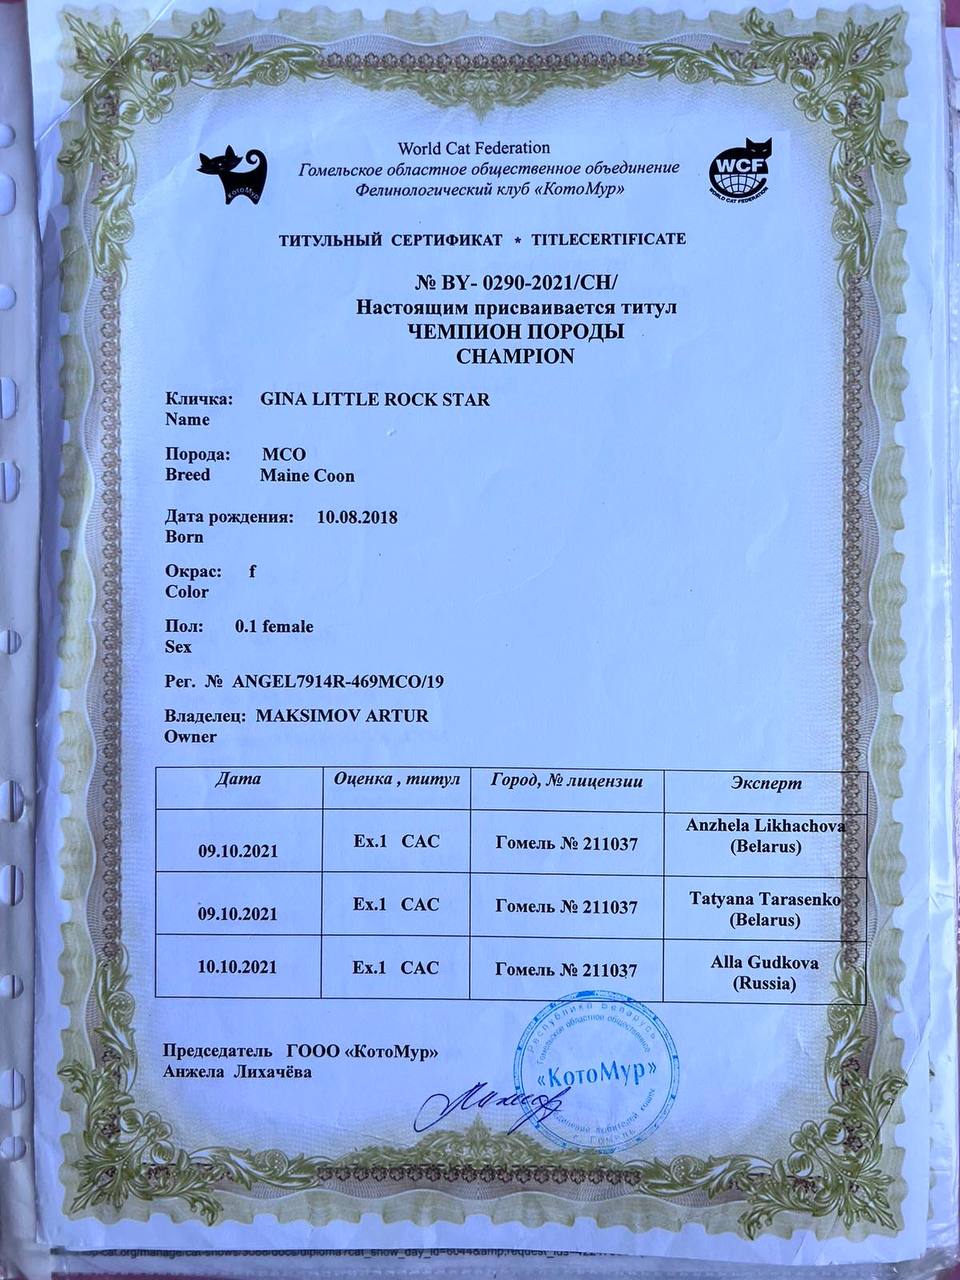 World Cat Federation
Гомельское областное общественное объединение
Фелинологический клуб «КотоМур»
КотоМур
WCF
WORLD CAT FEDERATION
ТИТУЛЬНЫЙ СЕРТИФИКАТ * TITLECERTIFICATE
№ BY- 0290-2021/CH/
Настоящим присваивается титул
ЧЕМПИОН ПОРОДЫ
CHAMPION
Кличка: GINA LITTLE ROCK STAR
Name
Порода: MCO
Breed Maine Coon
Дата рождения: 10.08.2018
Born
Окрас: f
Color
Пол: 0.1 female
Sex
Рег. № ANGEL7914R-469MCO/19
Владелец: MAKSIMOV ARTUR
Owner
Дата Оценка , титул Город, № лицензии Эксперт
09.10.2021 Ex.1 CAC Гомель № 211037 Anzhela Likhachova (Belarus)
09.10.2021 Ex.1 CAC Гомель № 211037 Tatyana Tarasenko (Belarus)
10.10.2021 Ex.1 CAC Гомель № 211037 Alla Gudkova (Russia)
Председатель ГООО «КотоМур»
Анжела Лихачёва
Республика Беларусь
Гомельское областное общественное
«КотоМур»
любителей кошек
г. Гомель